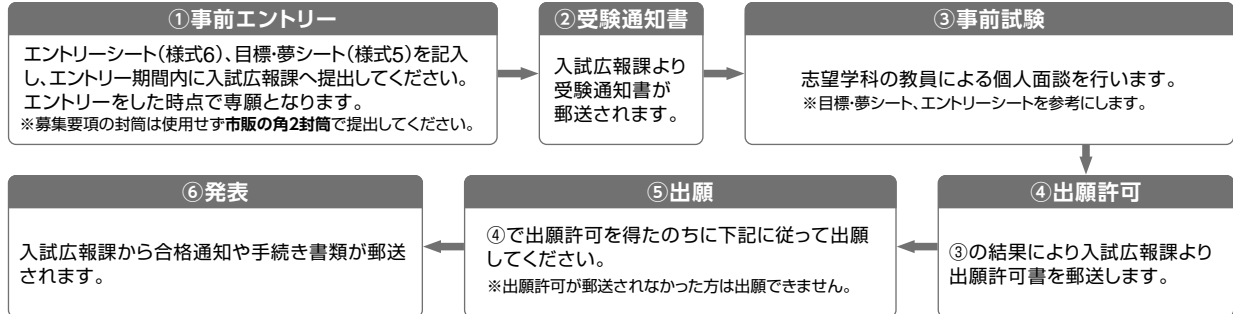 ①事前エントリー
エントリーシート(様式6)、目標・夢シート(様式5)を記入
し、エントリー期間内に入試広報課へ提出してください。
エントリーをした時点で専願となります。
※募集要項の封筒は使用せず市販の角2封筒で提出してください。
②受験通知書
入試広報課より
受験通知書が
郵送されます。
③事前試験
志望学科の教員による個人面談を行います。
※目標・夢シート、エントリーシートを参考にします。
④出願許可
③の結果により入試広報課より
出願許可書を郵送します。
⑤出願
④で出願許可を得たのちに下記に従って出願
してください。
※出願許可が郵送されなかった方は出願できません。
⑥発表
入試広報課から合格通知や手続き書類が郵送
されます。